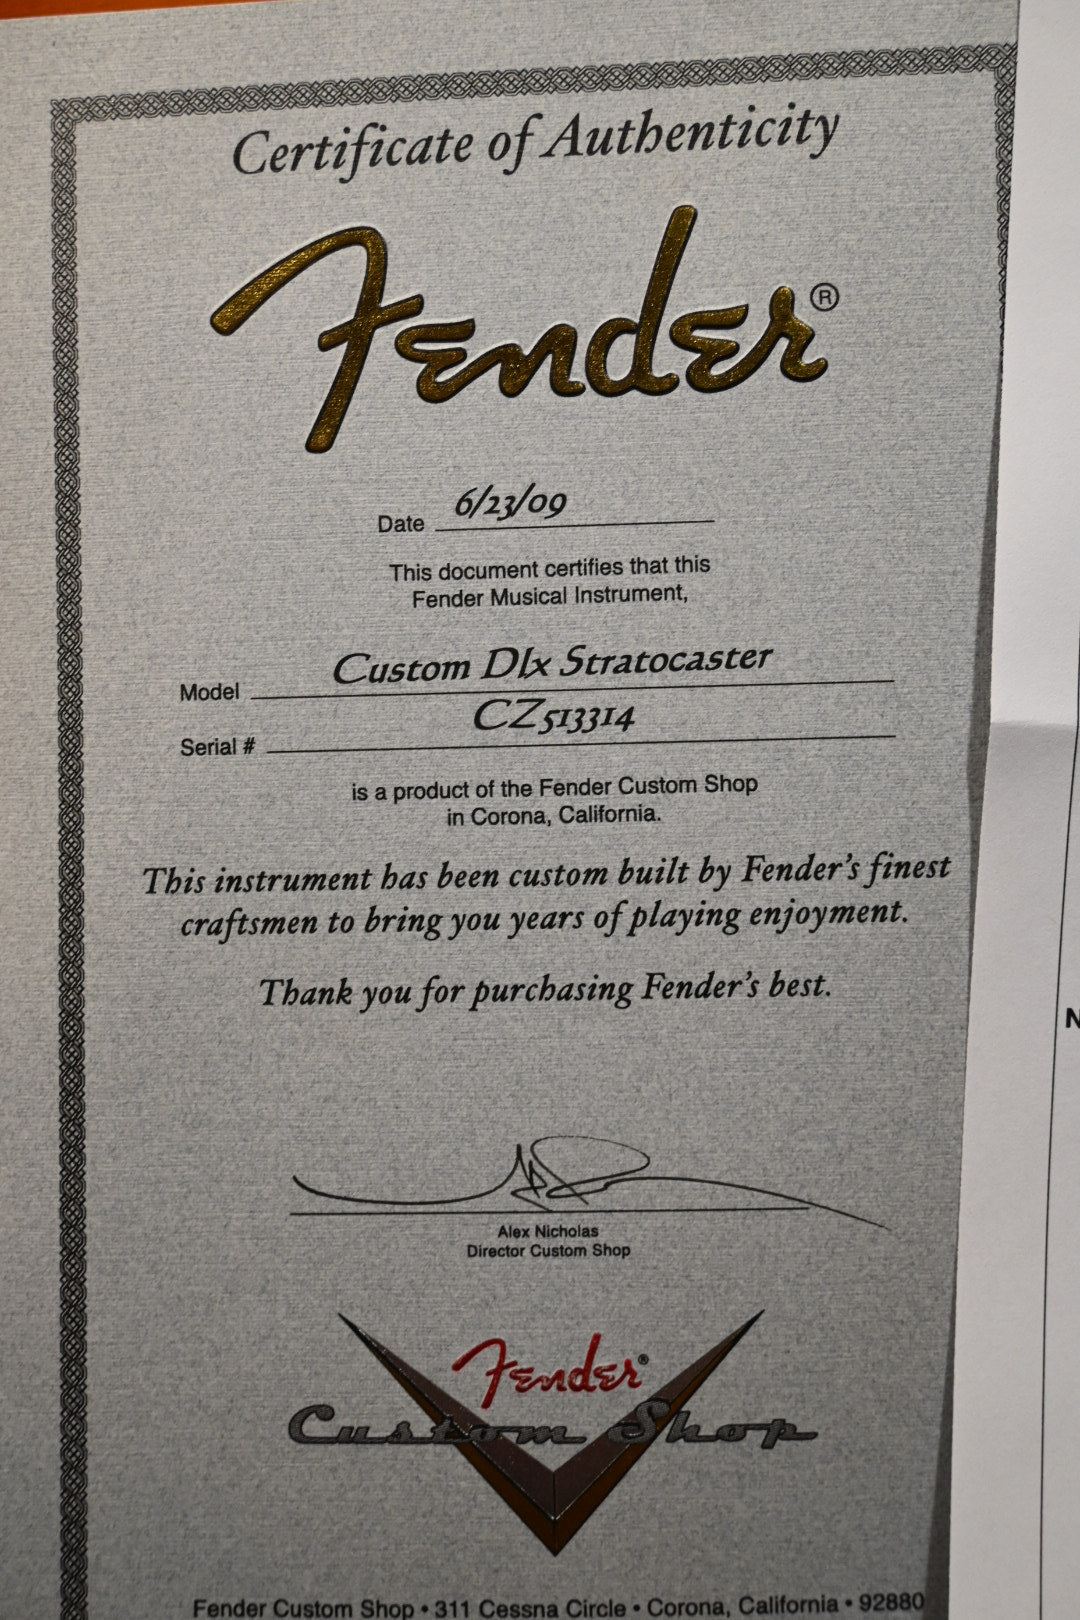 Certificate of Authenticity
Fender®
Date 6/23/09
This document certifies that this
Fender Musical Instrument,
Model Custom Dlx Stratocaster
Serial # CZ513314
is a product of the Fender Custom Shop
in Corona, California.
This instrument has been custom built by Fender's finest
craftsmen to bring you years of playing enjoyment.
Thank you for purchasing Fender's best.
Alex Nicholas
Director Custom Shop
Fender®
Custom Shop
Fender Custom Shop • 311 Cessna Circle • Corona, California • 92880
N